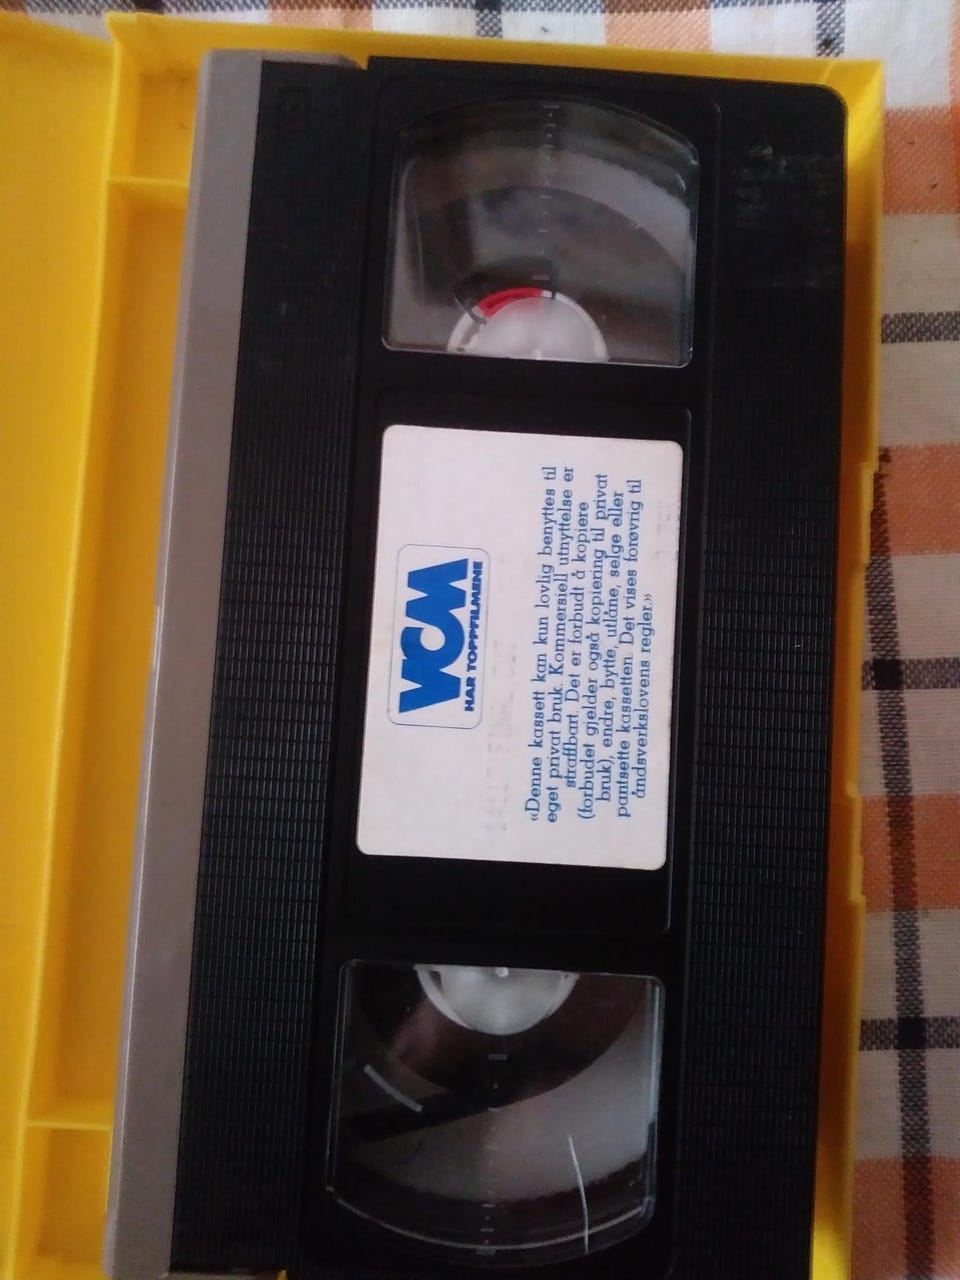 VCM
HAR TOPPFILMENE
«Denne kassett kan kun lovlig benyttes til
eget privat bruk. Kommersiell utnyttelse er
straffbart. Det er forbudt å kopiere
(forbudet gjelder også kopiering til privat
bruk), endre, bytte, utlåne, selge eller
pantsette kassetten. Det vises forøvrig til
åndsverkslovens regler.»